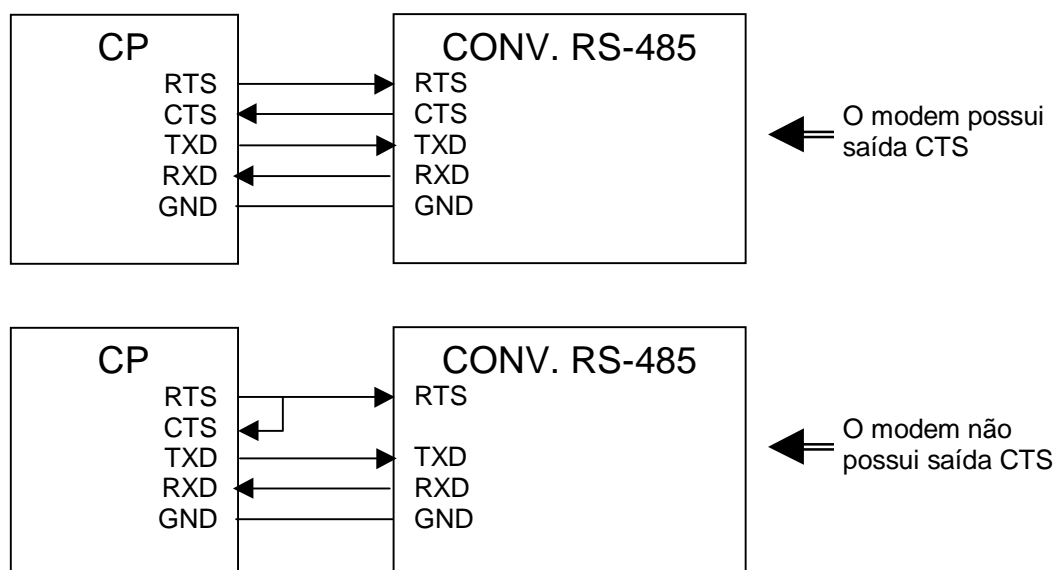 CP
CONV. RS-485
RTS
RTS
CTS
CTS
TXD
TXD
RXD
RXD
GND
GND
O modem possui
saída CTS
CP
CONV. RS-485
RTS
RTS
CTS
TXD
TXD
RXD
RXD
GND
GND
O modem não
possui saída CTS